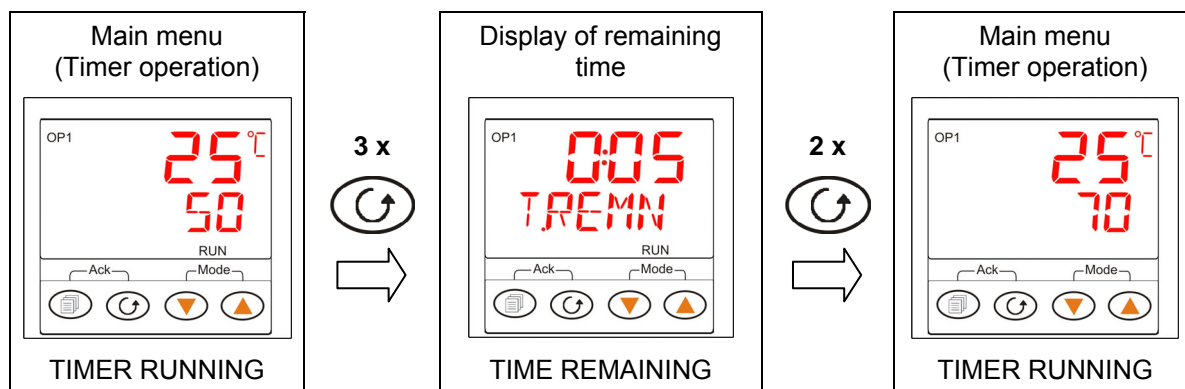 Main menu
(Timer operation)
OP1
25°C
50
RUN
Ack
Mode
TIMER RUNNING
3 x
Display of remaining
time
OP1
0:05
T.REMN
RUN
Ack
Mode
TIME REMAINING
2 x
Main menu
(Timer operation)
OP1
25°C
70
Ack
Mode
TIMER RUNNING